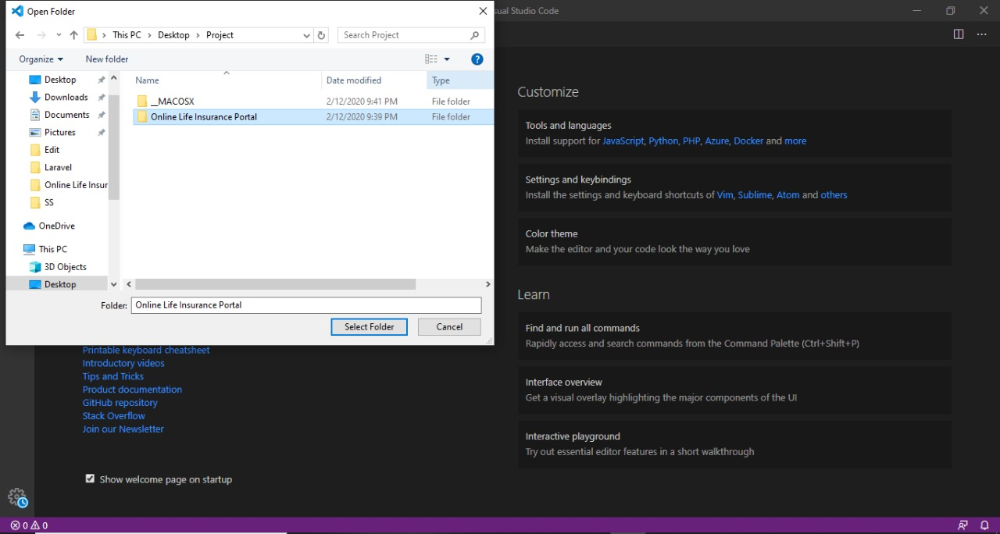 Open Folder
This PC > Desktop > Project
Search Project
Organize
New folder
?
Desktop
Downloads
Documents
Pictures
Edit
Laravel
Online Life Insur
SS
OneDrive
This PC
3D Objects
Desktop
Name Date modified Type
__MACOSX 2/12/2020 9:41 PM File folder
Online Life Insurance Portal 2/12/2020 9:39 PM File folder
Folder: Online Life Insurance Portal
Select Folder Cancel
sual Studio Code
Printable keyboard cheatsheet
Introductory videos
Tips and Tricks
Product documentation
GitHub repository
Stack Overflow
Join our Newsletter
Show welcome page on startup
Customize
Tools and languages
Install support for JavaScript, Python, PHP, Azure, Docker and more
Settings and keybindings
Install the settings and keyboard shortcuts of Vim, Sublime, Atom and others
Color theme
Make the editor and your code look the way you love
Learn
Find and run all commands
Rapidly access and search commands from the Command Palette (Ctrl+Shift+P)
Interface overview
Get a visual overlay highlighting the major components of the UI
Interactive playground
Try out essential editor features in a short walkthrough
0 0